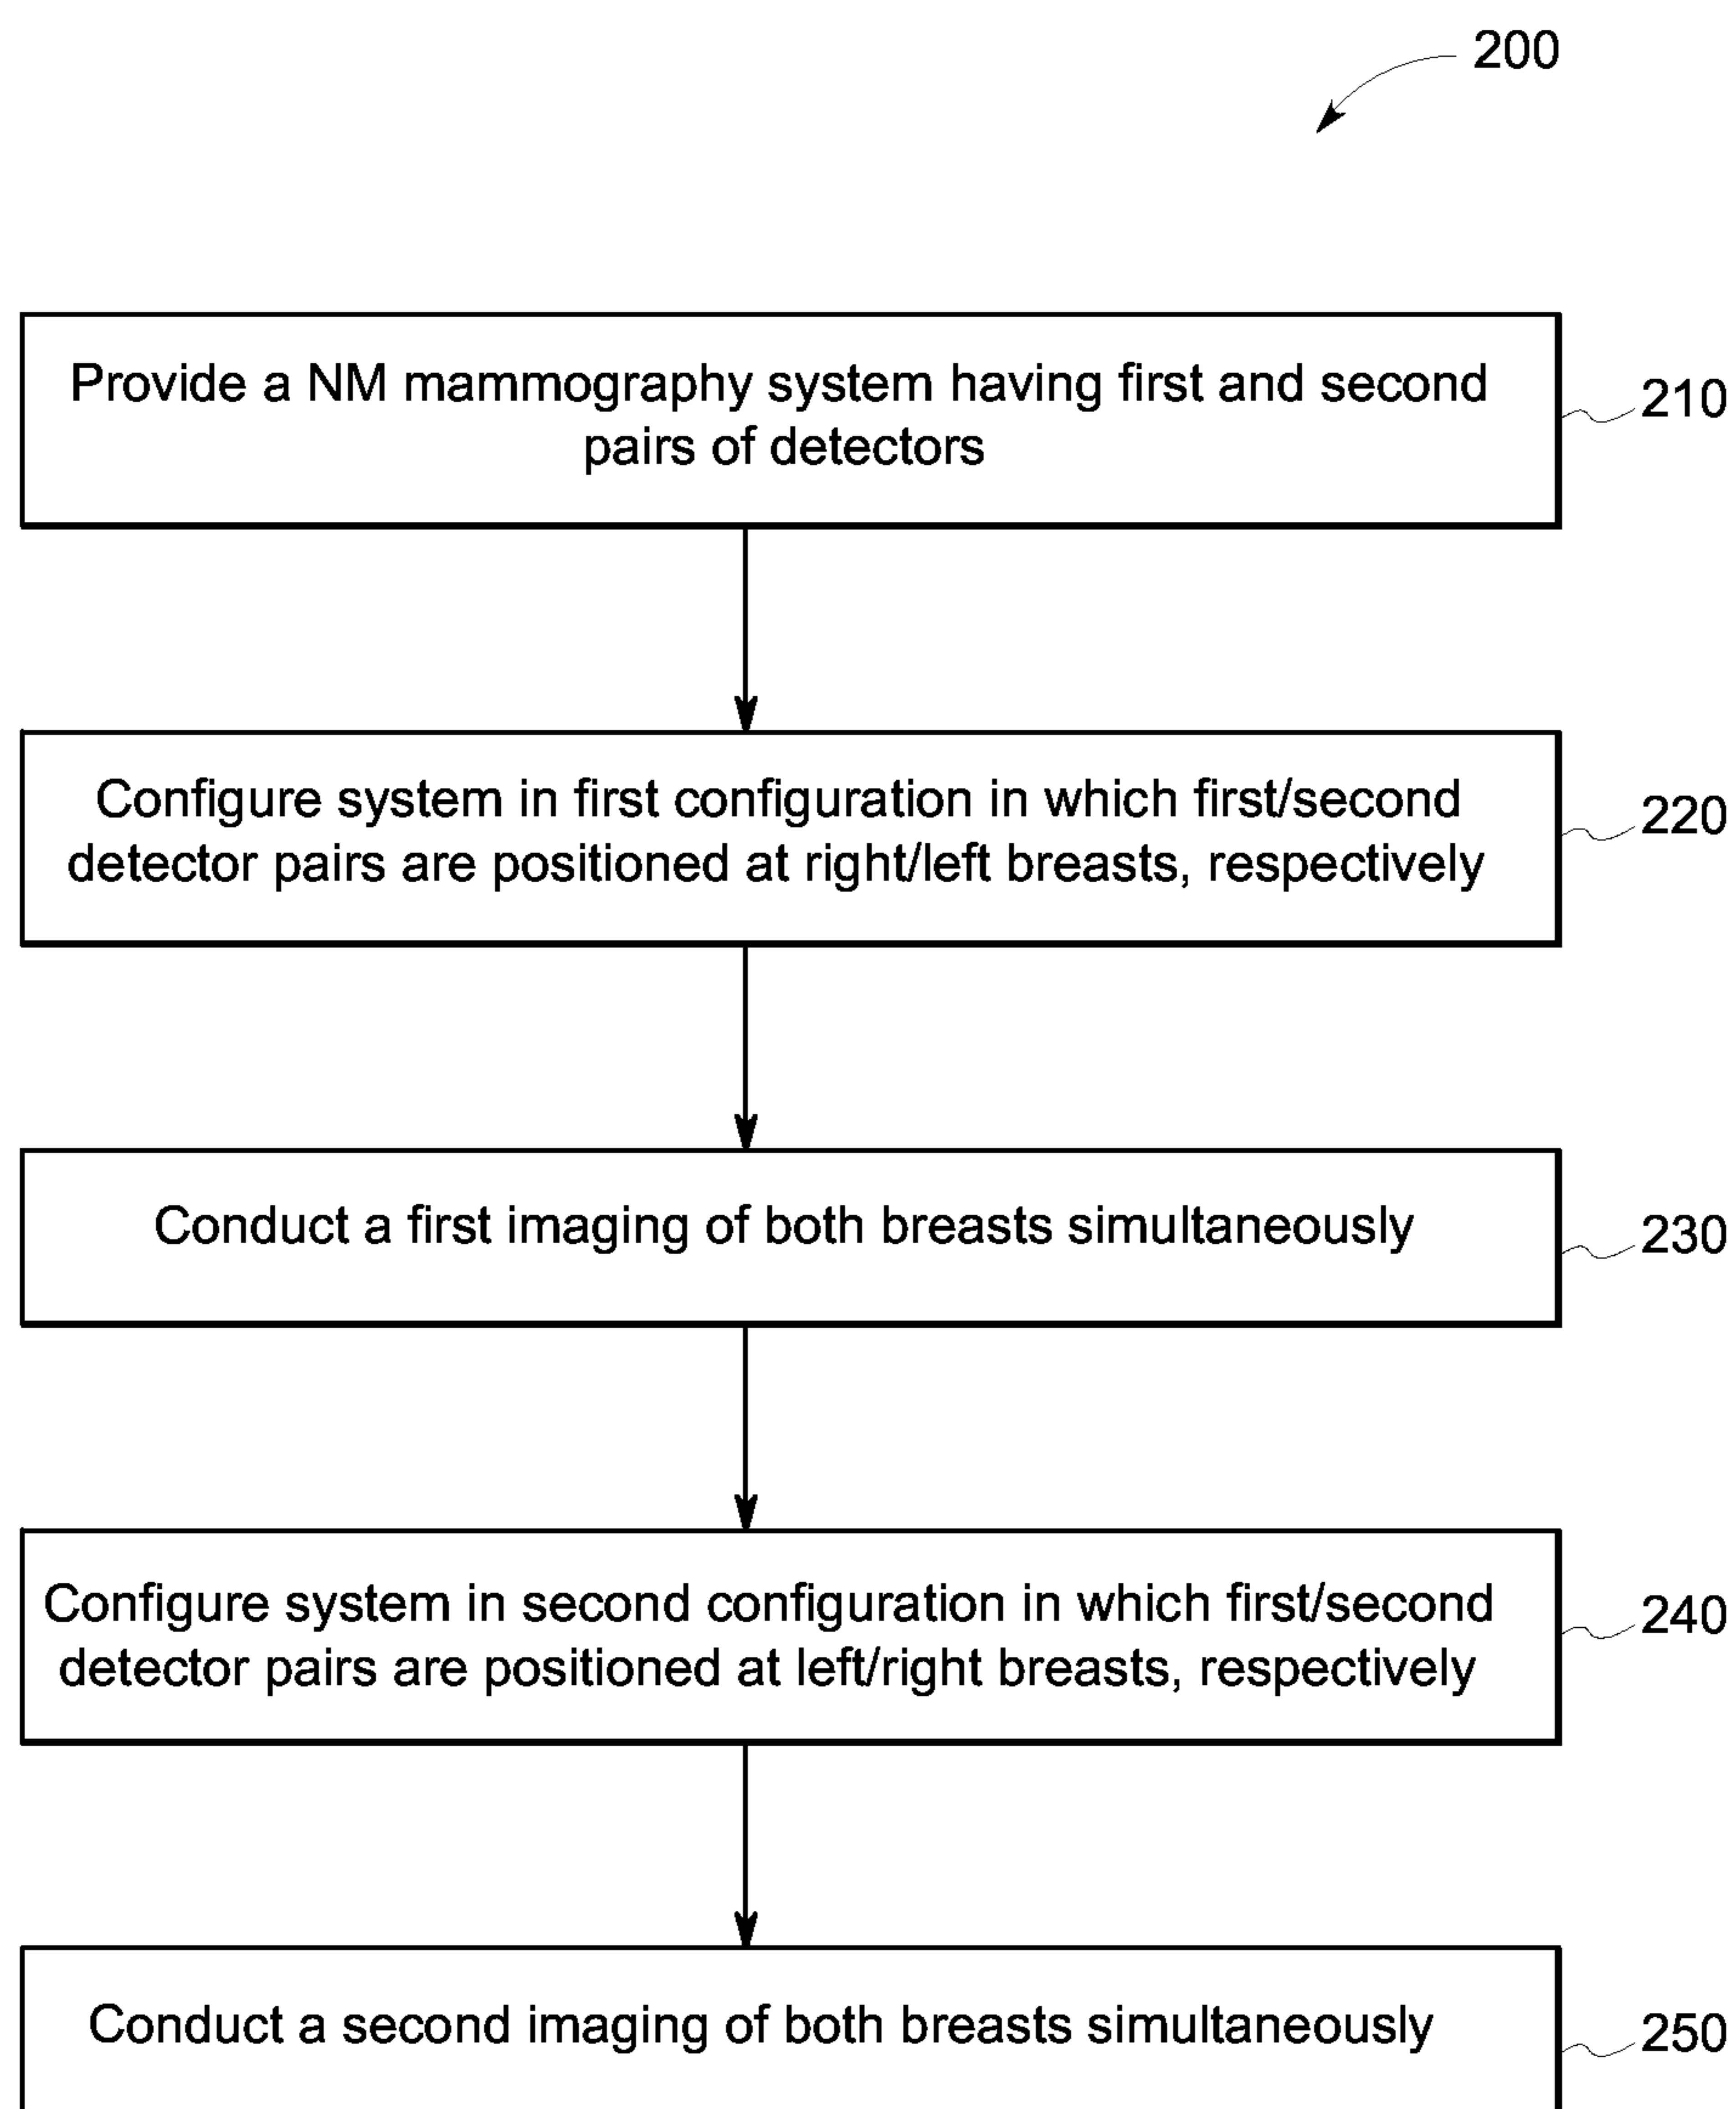 200
Provide a NM mammography system having first and second
pairs of detectors
210
Configure system in first configuration in which first/second
detector pairs are positioned at right/left breasts, respectively
220
Conduct a first imaging of both breasts simultaneously
230
Configure system in second configuration in which first/second
detector pairs are positioned at left/right breasts, respectively
240
Conduct a second imaging of both breasts simultaneously
250